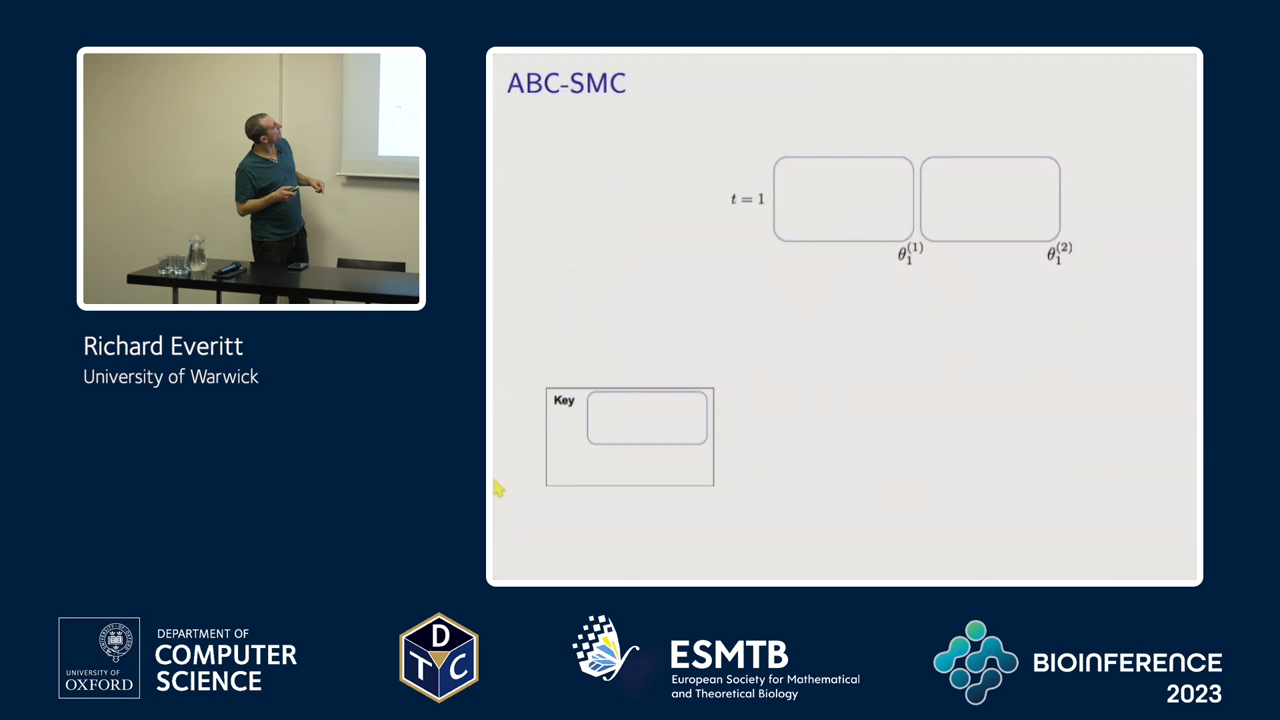 ABC-SMC
t = 1
θ₁⁽¹⁾
θ₁⁽²⁾
Key
Richard Everitt
University of Warwick
UNIVERSITY OF
OXFORD
DEPARTMENT OF
COMPUTER
SCIENCE
D
T C
ESMTB
European Society for Mathematical
and Theoretical Biology
BIOINFERENCE
2023